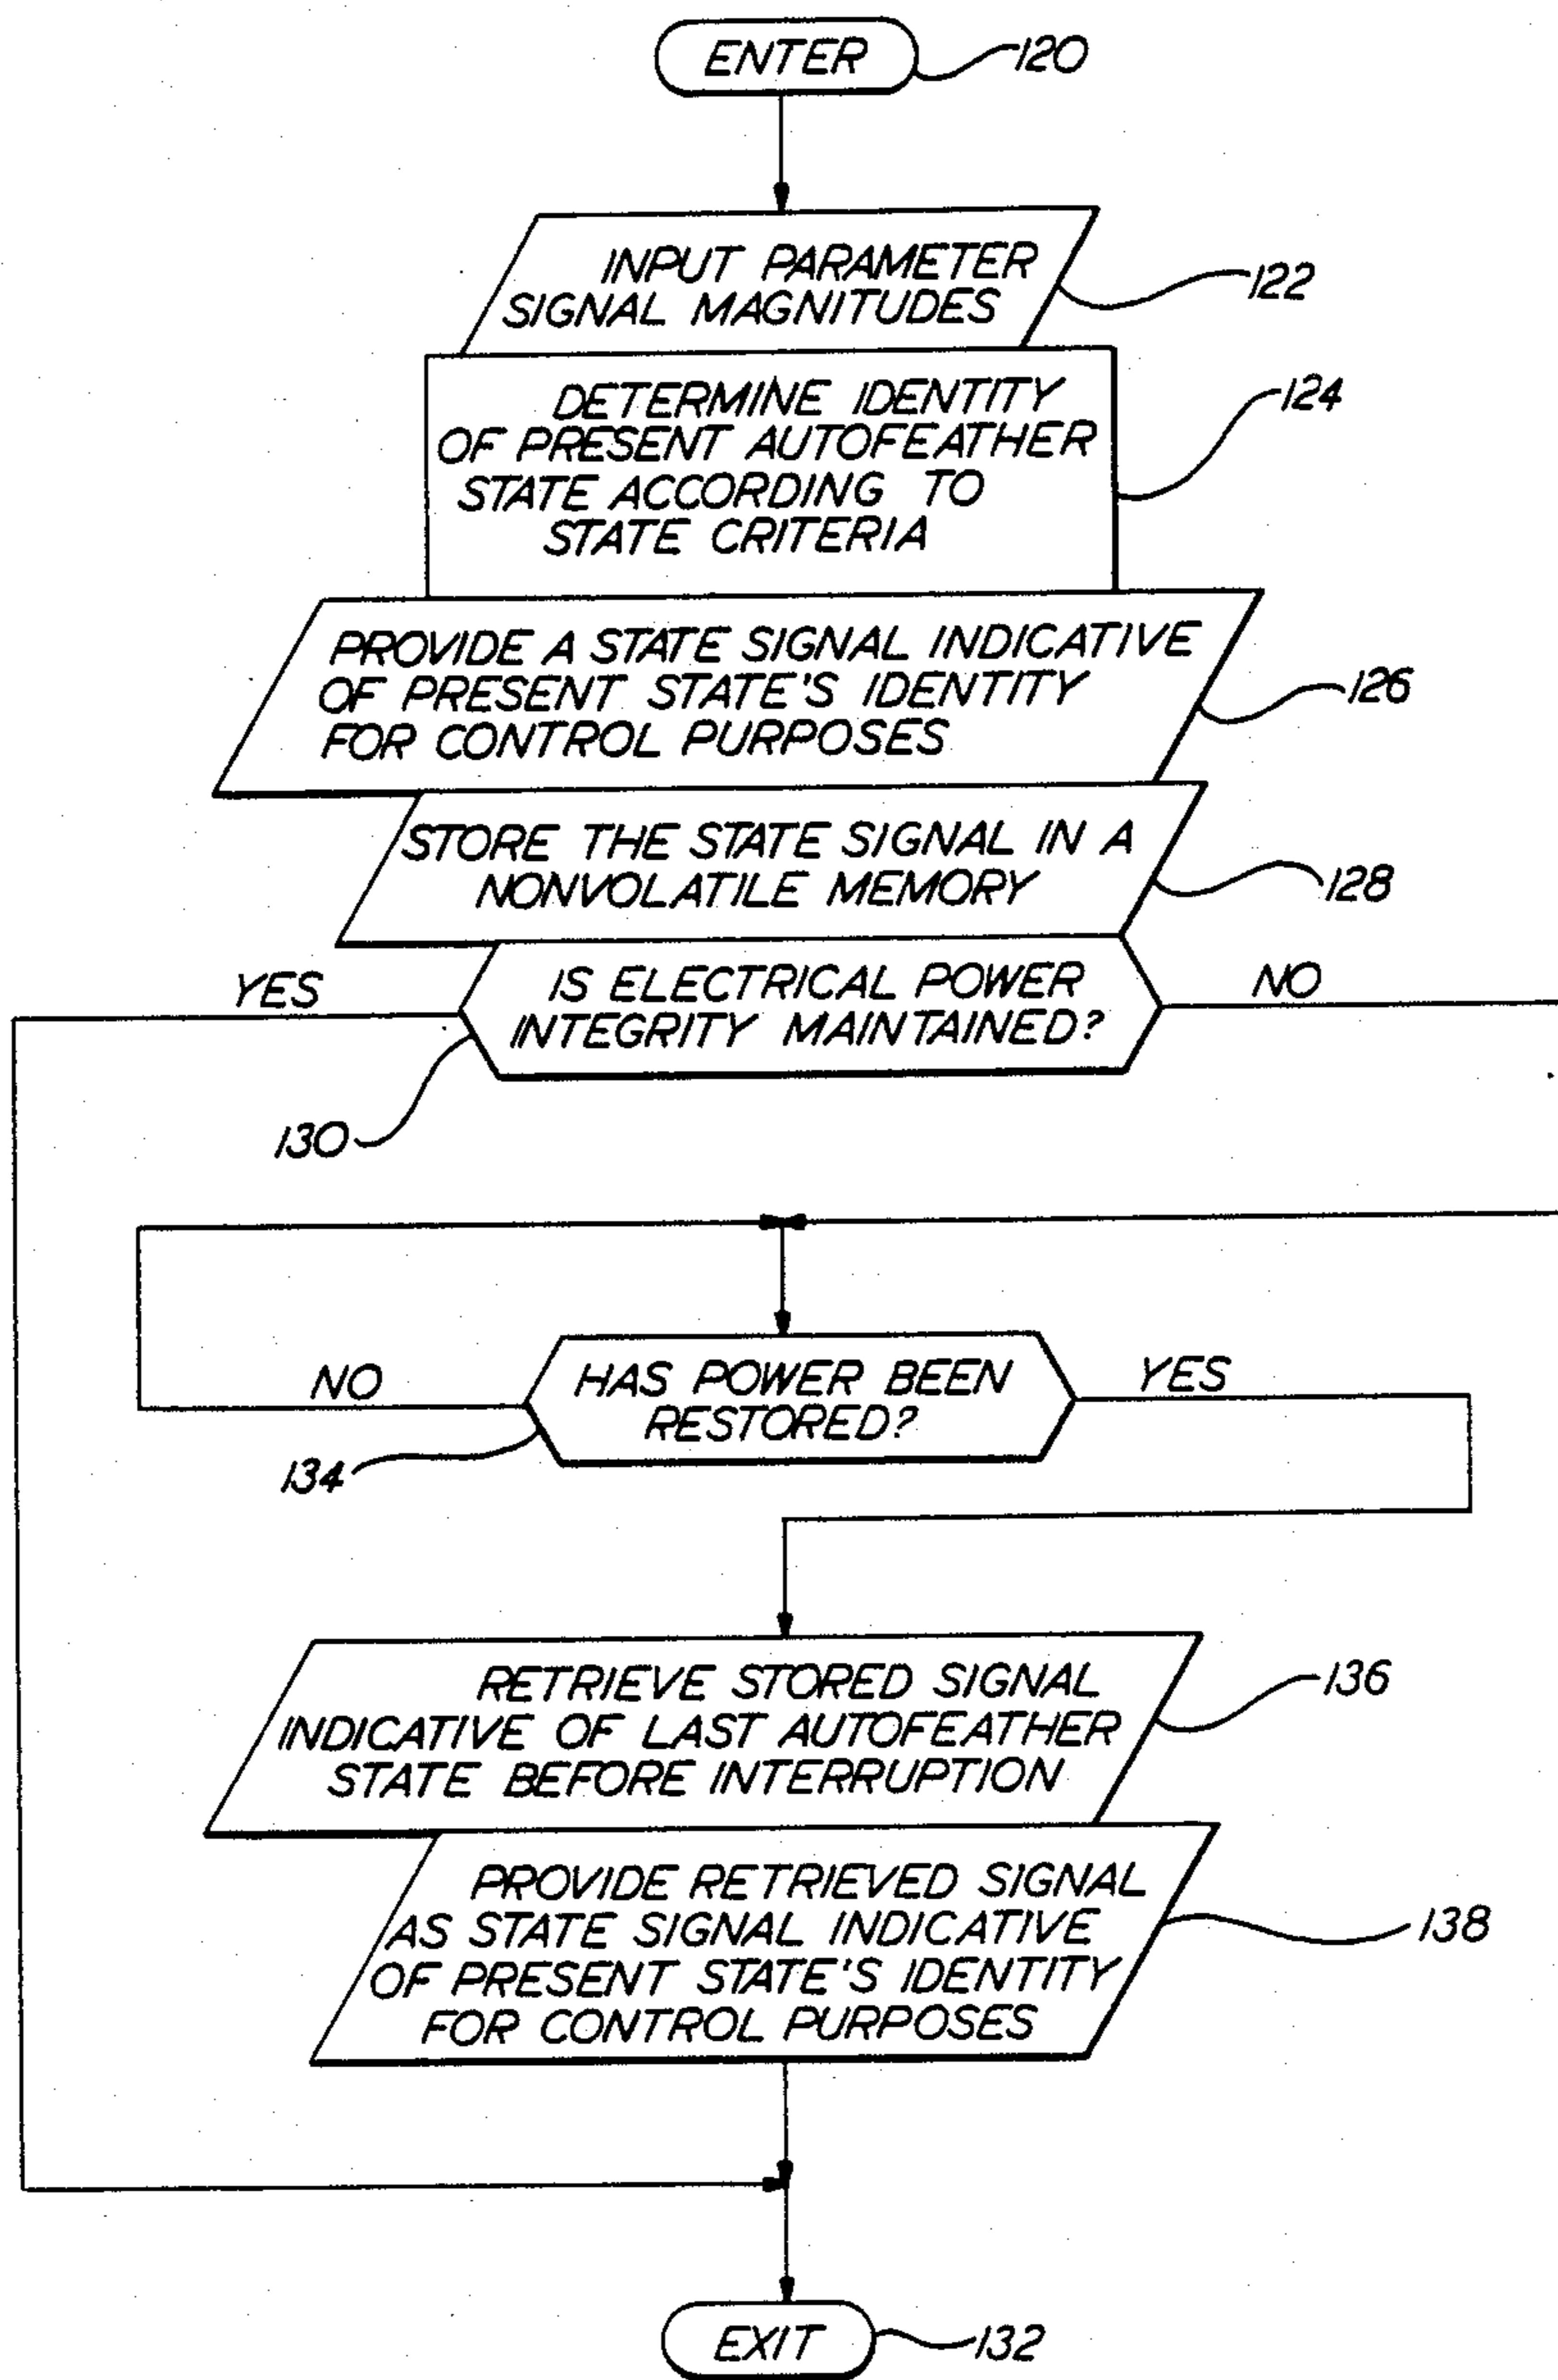 ENTER
120
INPUT PARAMETER
SIGNAL MAGNITUDES
122
DETERMINE IDENTITY
OF PRESENT AUTOFEATHER
STATE ACCORDING TO
STATE CRITERIA
124
PROVIDE A STATE SIGNAL INDICATIVE
OF PRESENT STATE'S IDENTITY
FOR CONTROL PURPOSES
126
STORE THE STATE SIGNAL IN A
NONVOLATILE MEMORY
128
YES
IS ELECTRICAL POWER
INTEGRITY MAINTAINED?
NO
130
NO
HAS POWER BEEN
RESTORED?
YES
134
RETRIEVE STORED SIGNAL
INDICATIVE OF LAST AUTOFEATHER
STATE BEFORE INTERRUPTION
136
PROVIDE RETRIEVED SIGNAL
AS STATE SIGNAL INDICATIVE
OF PRESENT STATE'S IDENTITY
FOR CONTROL PURPOSES
138
EXIT
132